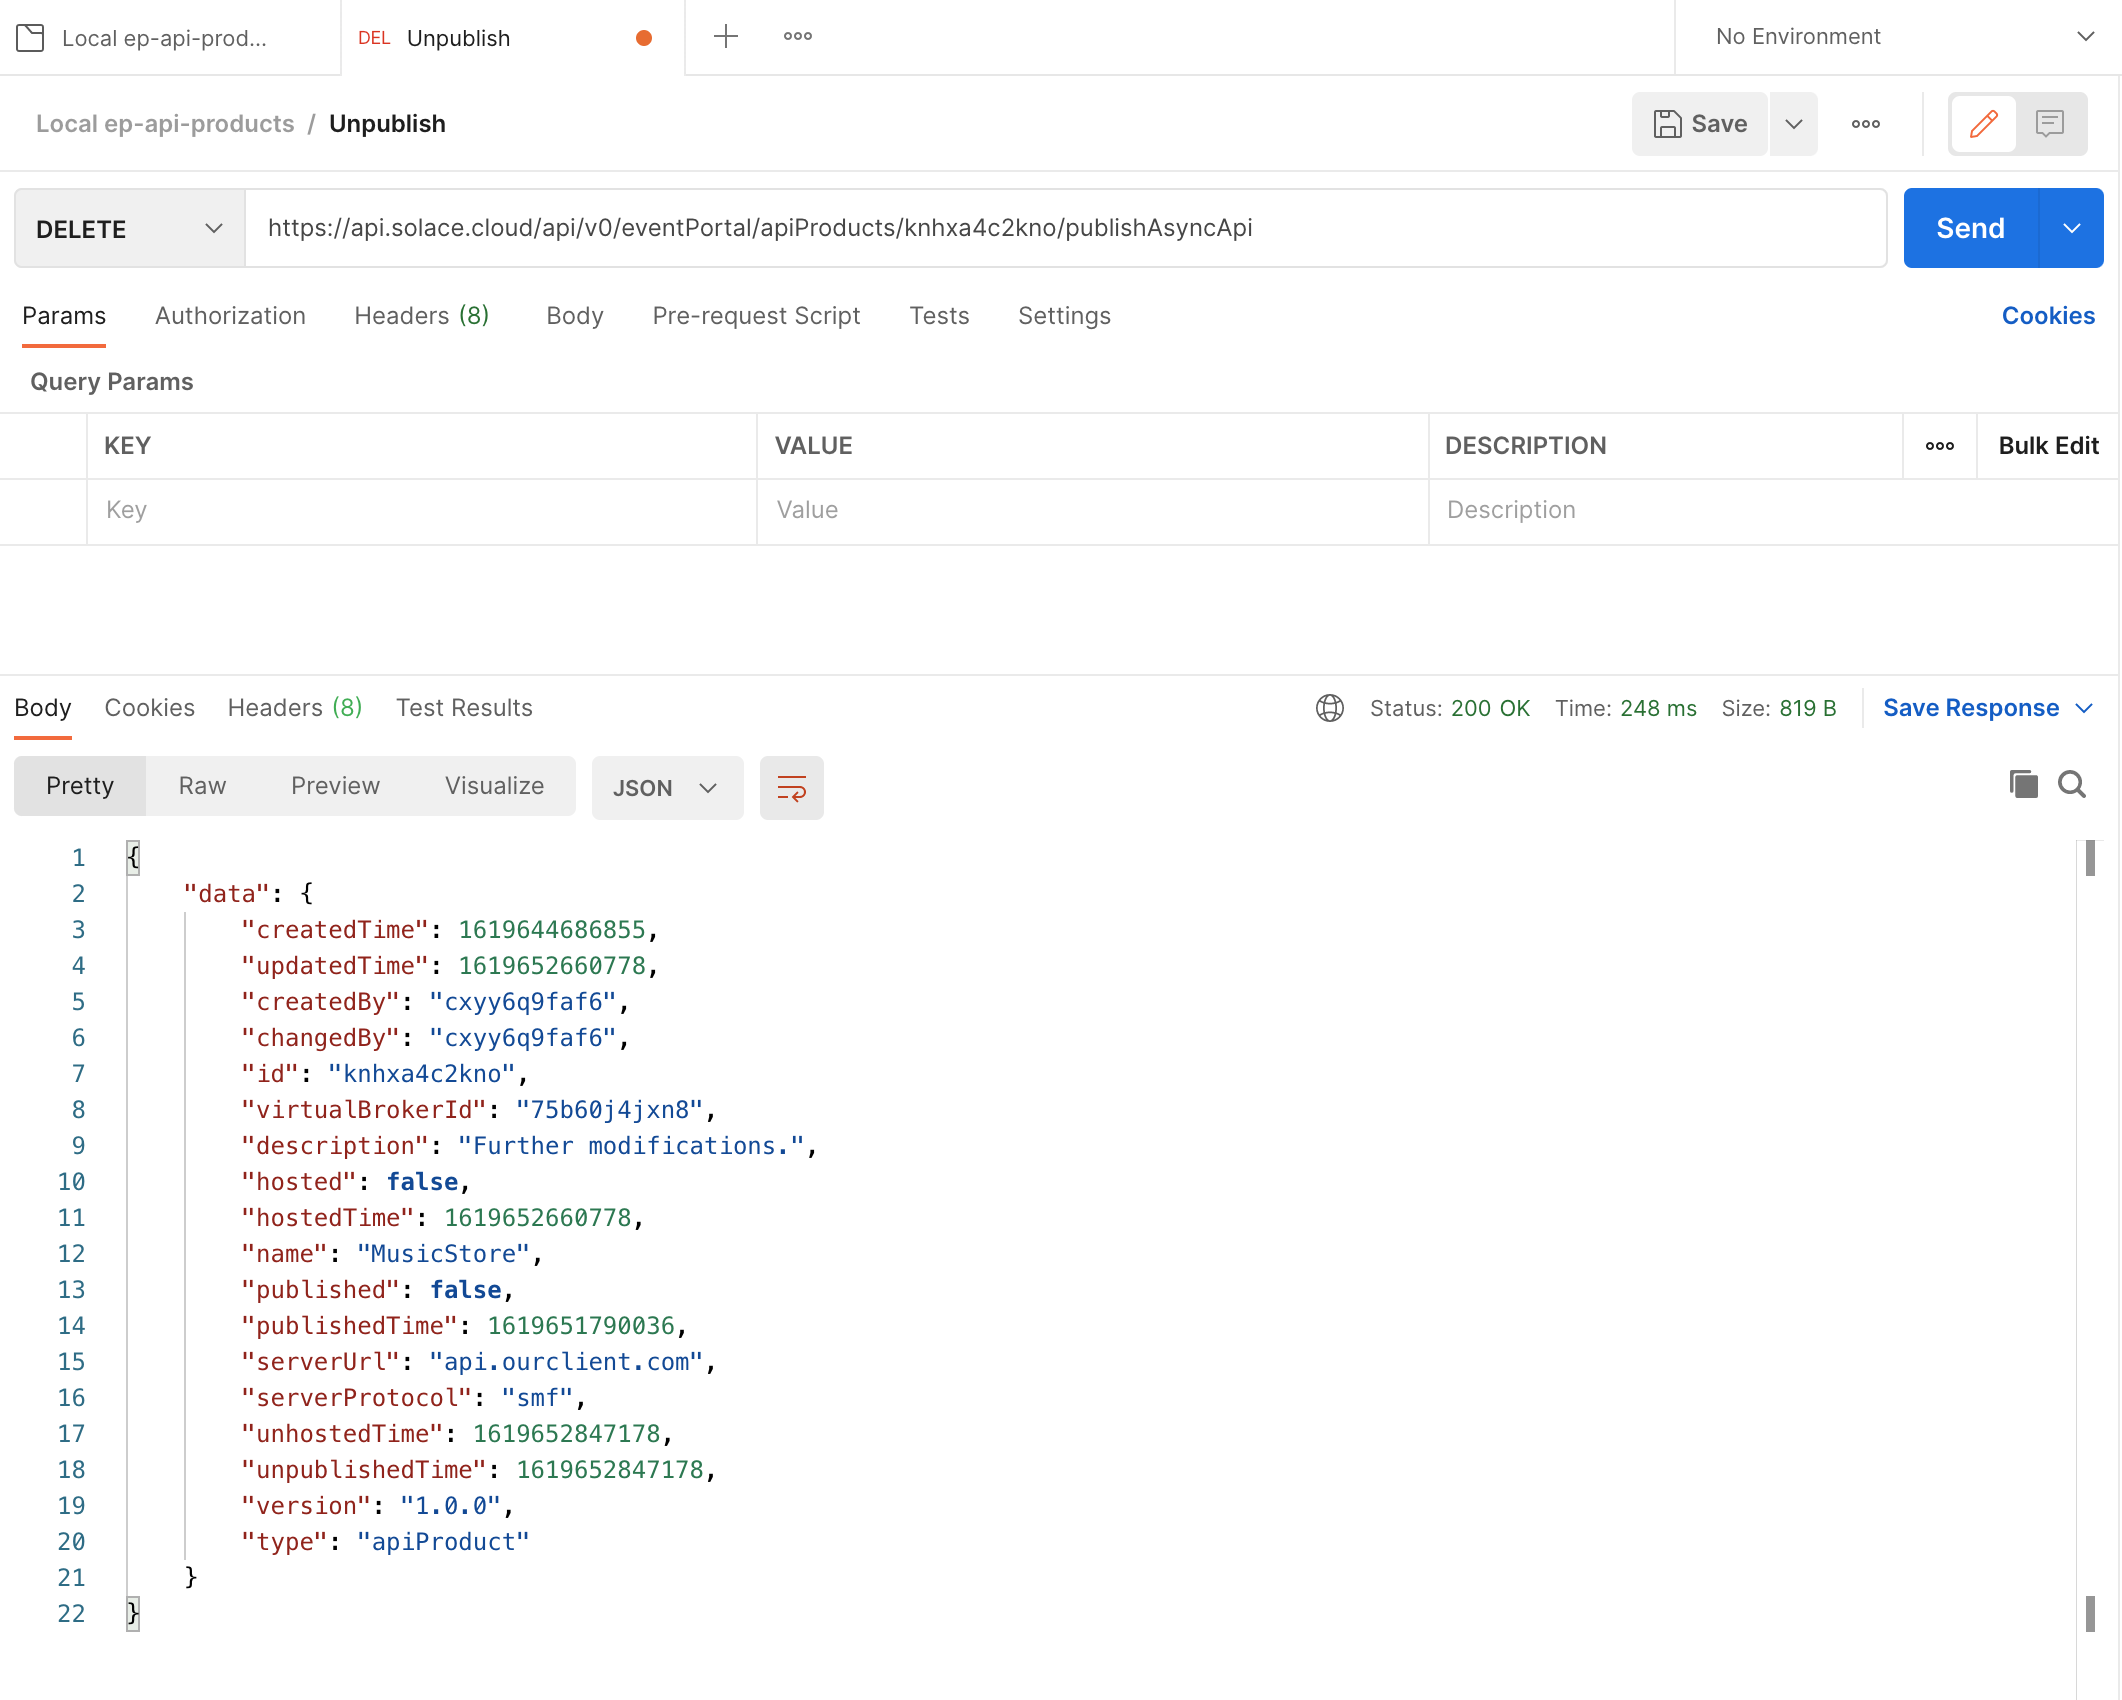 Local ep-api-prod...
DEL Unpublish
No Environment
Local ep-api-products / Unpublish
Save
DELETE
https://api.solace.cloud/api/v0/eventPortal/apiProducts/knhxa4c2kno/publishAsyncApi
Send
Params Authorization Headers (8) Body Pre-request Script Tests Settings Cookies
Query Params
KEY VALUE DESCRIPTION Bulk Edit
Key Value Description
Body Cookies Headers (8) Test Results Status: 200 OK Time: 248 ms Size: 819 B Save Response
Pretty Raw Preview Visualize JSON
1 {
2 "data": {
3 "createdTime": 1619644686855,
4 "updatedTime": 1619652660778,
5 "createdBy": "cxyy6q9faf6",
6 "changedBy": "cxyy6q9faf6",
7 "id": "knhxa4c2kno",
8 "virtualBrokerId": "75b60j4jxn8",
9 "description": "Further modifications.",
10 "hosted": false,
11 "hostedTime": 1619652660778,
12 "name": "MusicStore",
13 "published": false,
14 "publishedTime": 1619651790036,
15 "serverUrl": "api.ourclient.com",
16 "serverProtocol": "smf",
17 "unhostedTime": 1619652847178,
18 "unpublishedTime": 1619652847178,
19 "version": "1.0.0",
20 "type": "apiProduct"
21 }
22 }